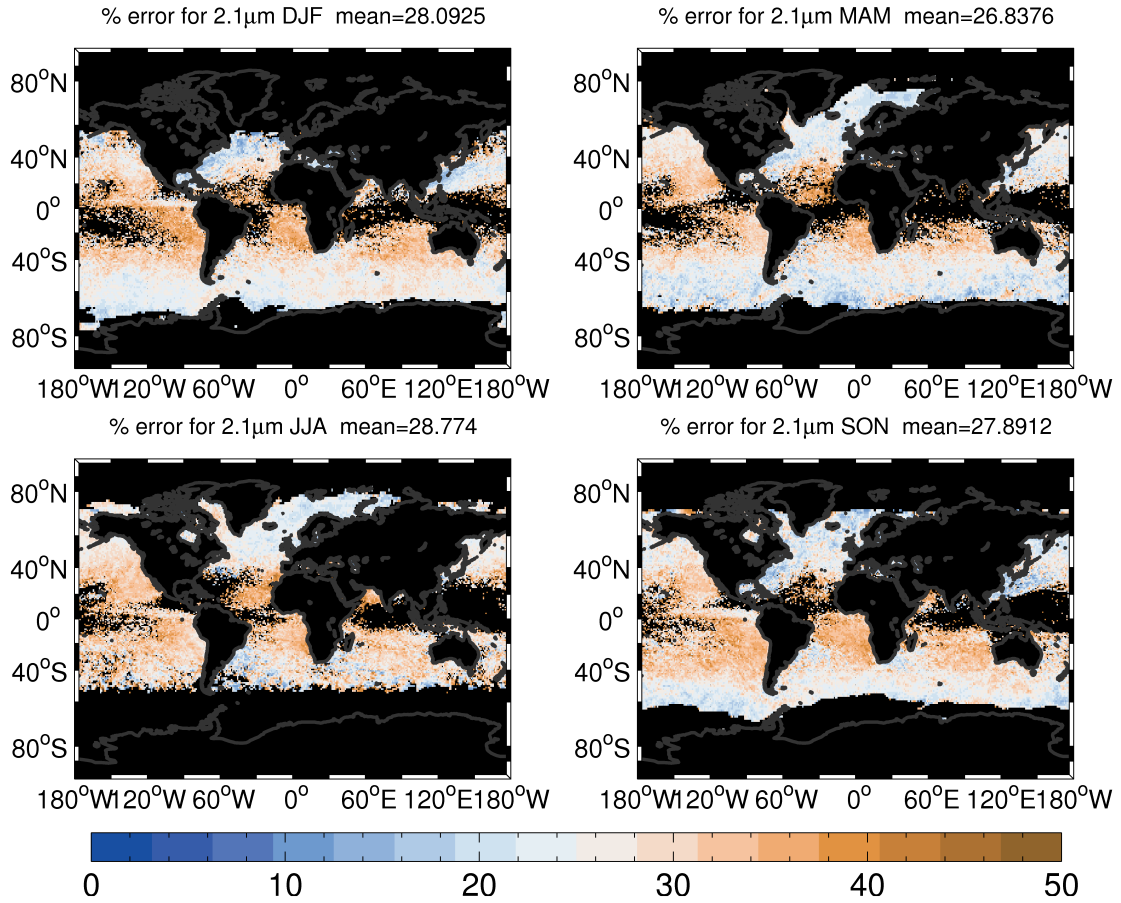 % error for 2.1μm DJF mean=28.0925
% error for 2.1μm MAM mean=26.8376
80°N
40°N
0°
40°S
80°S
180°W120°W 60°W 0° 60°E 120°E180°W
80°N
40°N
0°
40°S
80°S
180°W120°W 60°W 0° 60°E 120°E180°W
% error for 2.1μm JJA mean=28.774
% error for 2.1μm SON mean=27.8912
80°N
40°N
0°
40°S
80°S
180°W120°W 60°W 0° 60°E 120°E180°W
80°N
40°N
0°
40°S
80°S
180°W120°W 60°W 0° 60°E 120°E180°W
0 10 20 30 40 50